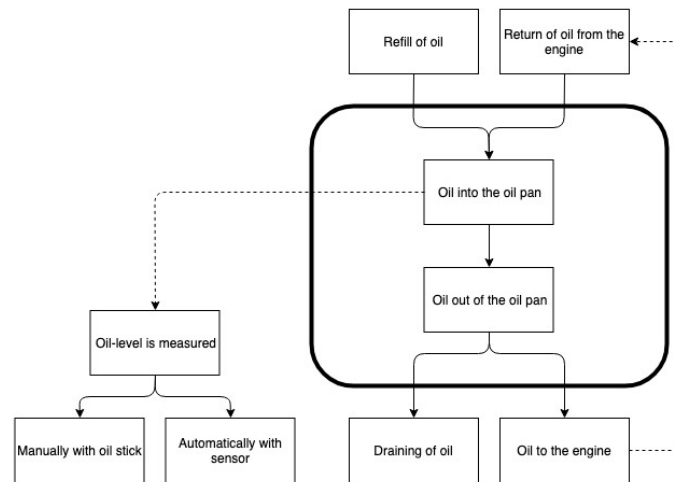 Refill of oil
Return of oil from the
engine
Oil into the oil pan
Oil out of the oil pan
Oil-level is measured
Manually with oil stick
Automatically with
sensor
Draining of oil
Oil to the engine